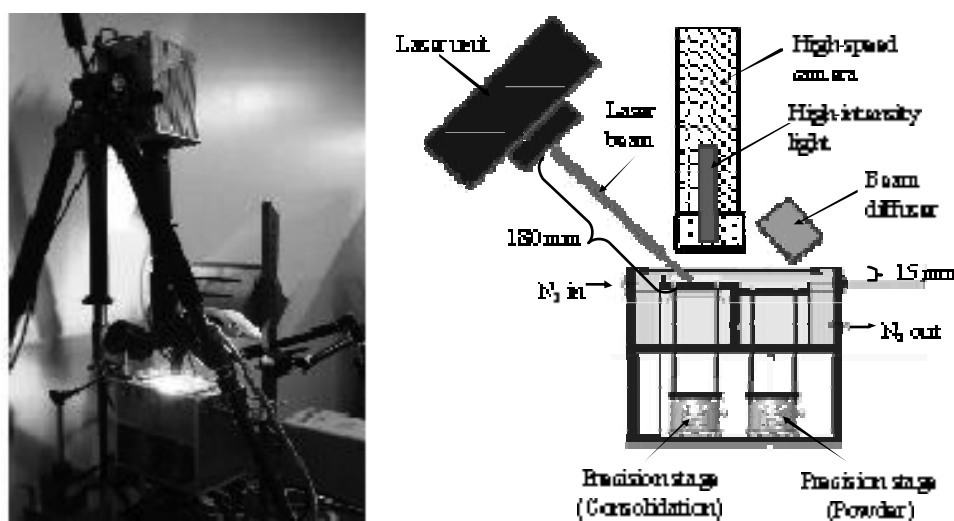 Laser unit
Laser
beam
High-speed
camera
High-intensity
light
Beam
diffuser
180 mm
15 mm
N₂ in
N₂ out
Precision stage
(Consolidation)
Precision stage
(Powder)